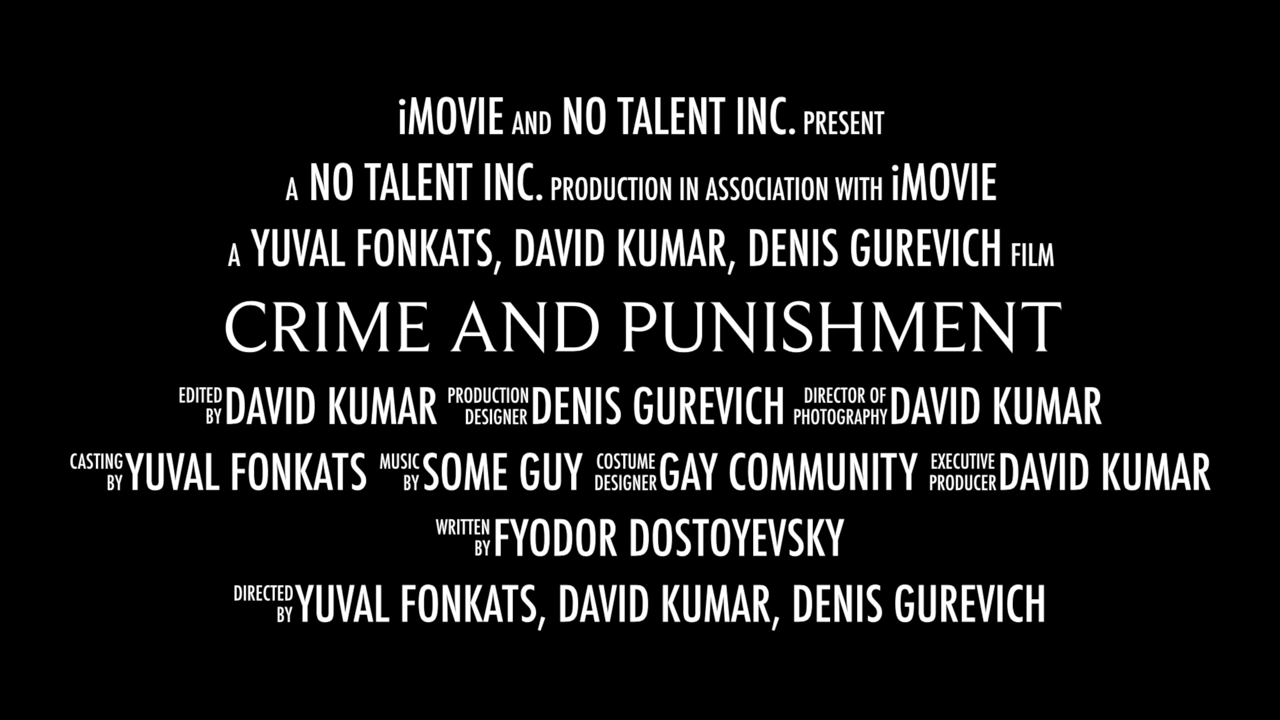 iMOVIE AND NO TALENT INC. PRESENT
A NO TALENT INC. PRODUCTION IN ASSOCIATION WITH iMOVIE
A YUVAL FONKATS, DAVID KUMAR, DENIS GUREVICH FILM
CRIME AND PUNISHMENT
EDITED BY DAVID KUMAR PRODUCTION DESIGNER DENIS GUREVICH DIRECTOR OF PHOTOGRAPHY DAVID KUMAR
CASTING BY YUVAL FONKATS MUSIC BY SOME GUY COSTUME DESIGNER GAY COMMUNITY EXECUTIVE PRODUCER DAVID KUMAR
WRITTEN BY FYODOR DOSTOYEVSKY
DIRECTED BY YUVAL FONKATS, DAVID KUMAR, DENIS GUREVICH